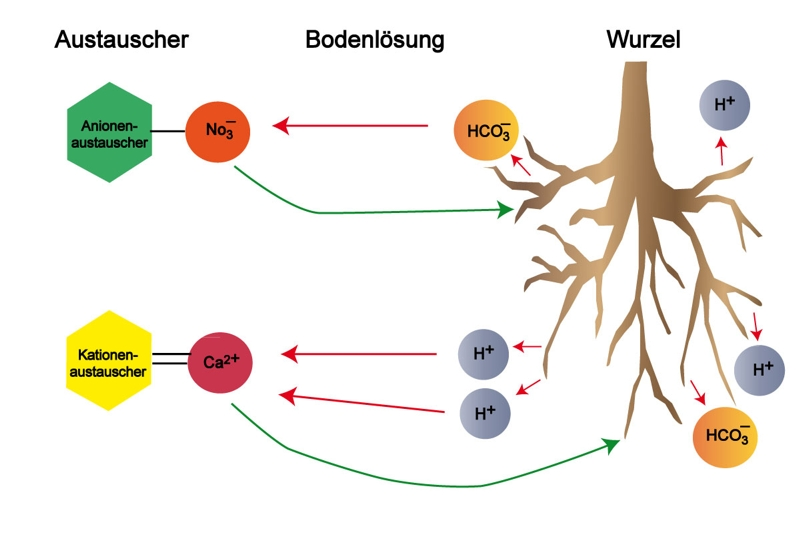 Austauscher
Bodenlösung
Wurzel
Anionen-
austauscher
No₃⁻
HCO₃⁻
H⁺
Kationen-
austauscher
Ca²⁺
H⁺
H⁺
H⁺
HCO₃⁻